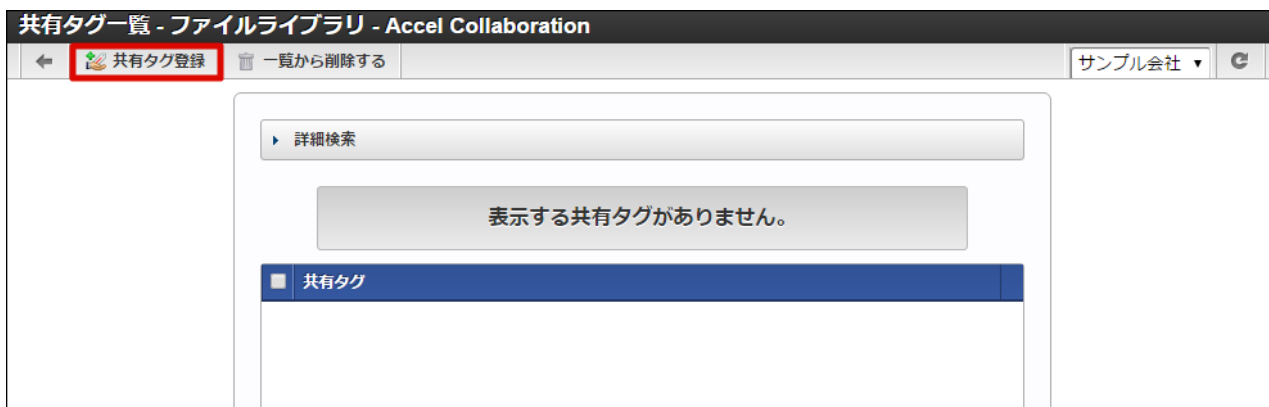 共有タグ一覧 - ファイルライブラリ - Accel Collaboration
共有タグ登録 一覧から削除する サンプル会社
詳細検索
表示する共有タグがありません。
共有タグ